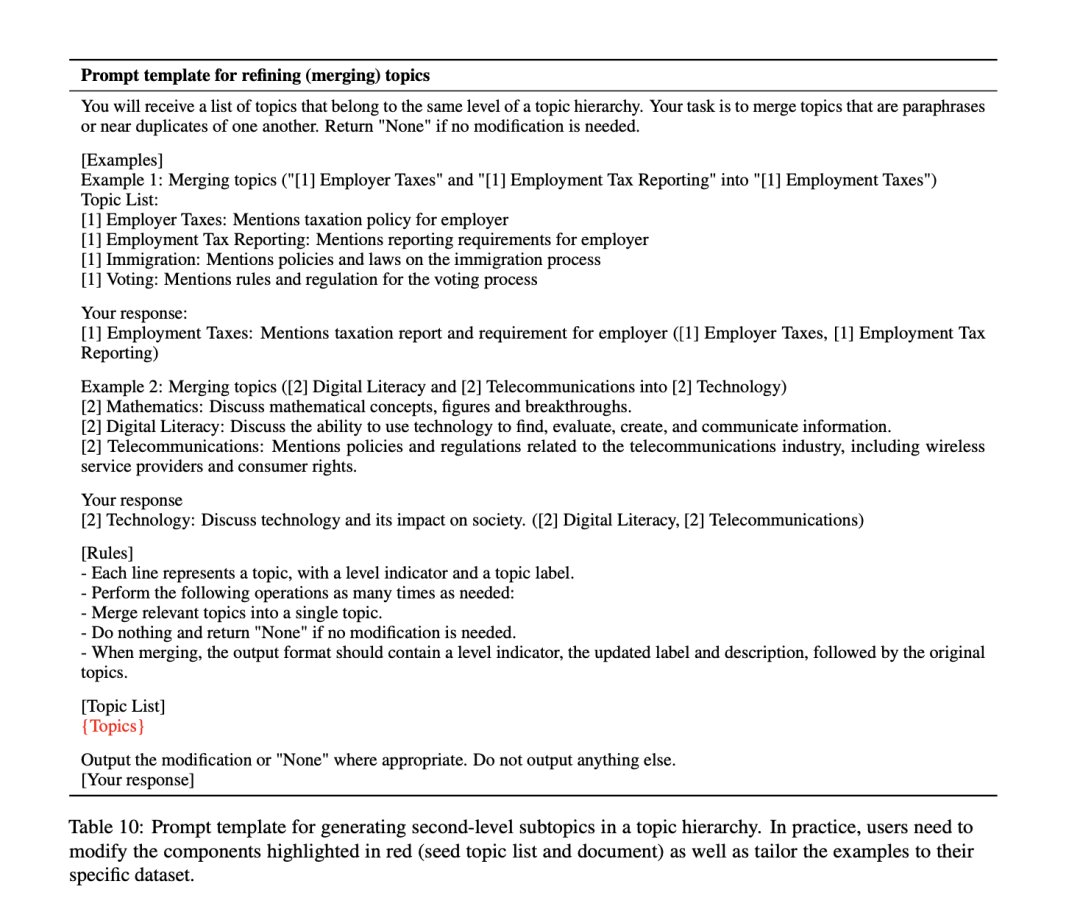 Prompt template for refining (merging) topics
You will receive a list of topics that belong to the same level of a topic hierarchy. Your task is to merge topics that are paraphrases
or near duplicates of one another. Return "None" if no modification is needed.
[Examples]
Example 1: Merging topics ("[1] Employer Taxes" and "[1] Employment Tax Reporting" into "[1] Employment Taxes")
Topic List:
[1] Employer Taxes: Mentions taxation policy for employer
[1] Employment Tax Reporting: Mentions reporting requirements for employer
[1] Immigration: Mentions policies and laws on the immigration process
[1] Voting: Mentions rules and regulation for the voting process
Your response:
[1] Employment Taxes: Mentions taxation report and requirement for employer ([1] Employer Taxes, [1] Employment Tax
Reporting)
Example 2: Merging topics ([2] Digital Literacy and [2] Telecommunications into [2] Technology)
[2] Mathematics: Discuss mathematical concepts, figures and breakthroughs.
[2] Digital Literacy: Discuss the ability to use technology to find, evaluate, create, and communicate information.
[2] Telecommunications: Mentions policies and regulations related to the telecommunications industry, including wireless
service providers and consumer rights.
Your response
[2] Technology: Discuss technology and its impact on society. ([2] Digital Literacy, [2] Telecommunications)
[Rules]
- Each line represents a topic, with a level indicator and a topic label.
- Perform the following operations as many times as needed:
- Merge relevant topics into a single topic.
- Do nothing and return "None" if no modification is needed.
- When merging, the output format should contain a level indicator, the updated label and description, followed by the original
topics.
[Topic List]
{Topics}
Output the modification or "None" where appropriate. Do not output anything else.
[Your response]
Table 10: Prompt template for generating second-level subtopics in a topic hierarchy. In practice, users need to
modify the components highlighted in red (seed topic list and document) as well as tailor the examples to their
specific dataset.